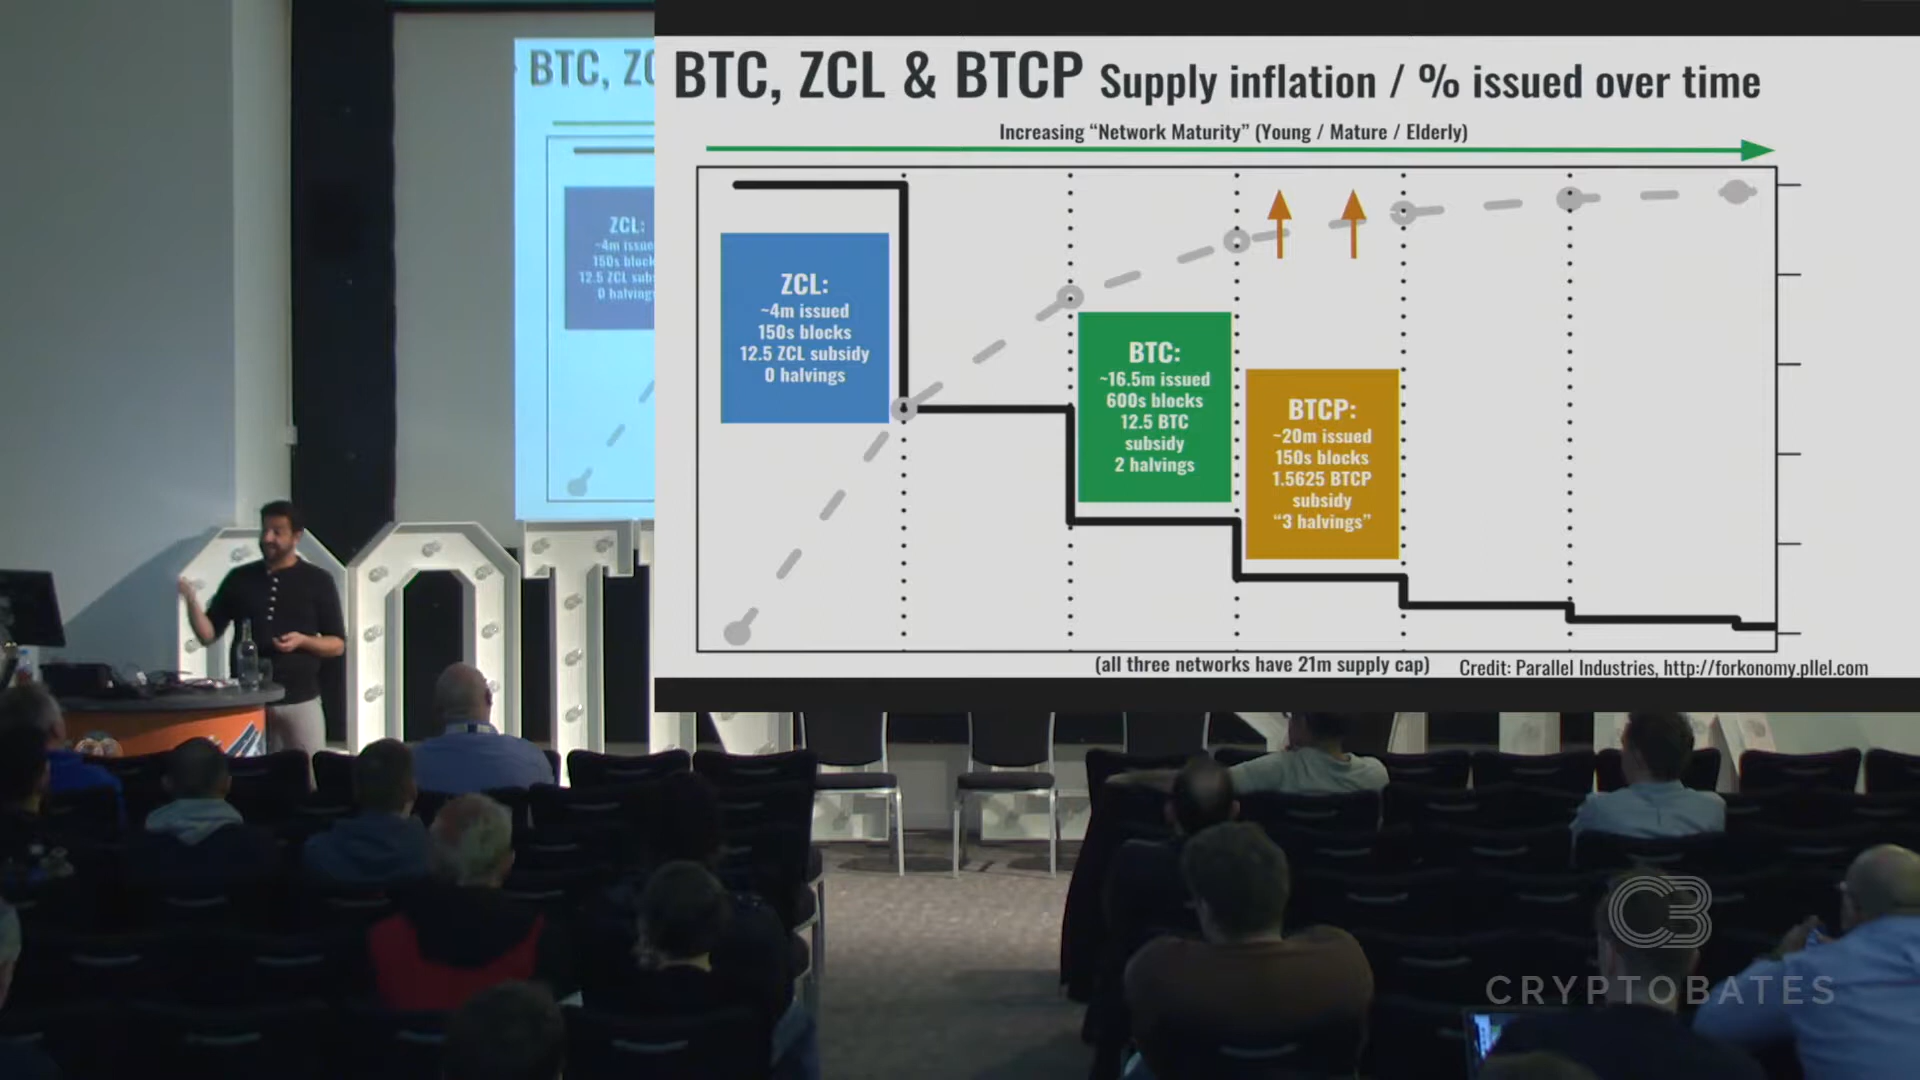 BTC, ZCL & BTCP Supply inflation / % issued over time
Increasing “Network Maturity” (Young / Mature / Elderly)
ZCL:
~4m issued
150s blocks
12.5 ZCL subsidy
0 halvings
BTC:
~16.5m issued
600s blocks
12.5 BTC
subsidy
2 halvings
BTCP:
~20m issued
150s blocks
1.5625 BTCP
subsidy
“3 halvings”
(all three networks have 21m supply cap)
Credit: Parallel Industries, http://forkonomy.pllel.com
BTC, ZC
ZCL:
~4m issue
150s block
12.5 ZCL subs
0 halvings
CB
CRYPTOBATES